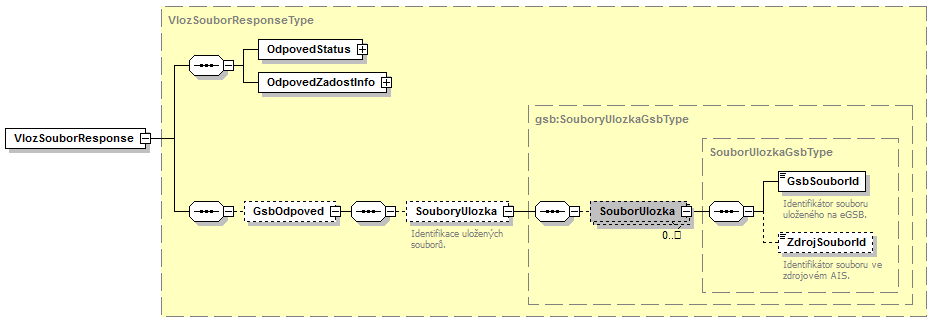 VlozSouborResponseType
OdpovedStatus
OdpovedZadostInfo
VlozSouborResponse
gsb:SouboryUlozkaGsbType
SouborUlozkaGsbType
GsbSouborId
Identifikátor souboru
uloženého na eGSB.
GsbOdpoved
SouboryUlozka
Identifikace uložených
souborů.
SouborUlozka
0..
ZdrojSouborId
Identifikátor souboru ve
zdrojovém AIS.